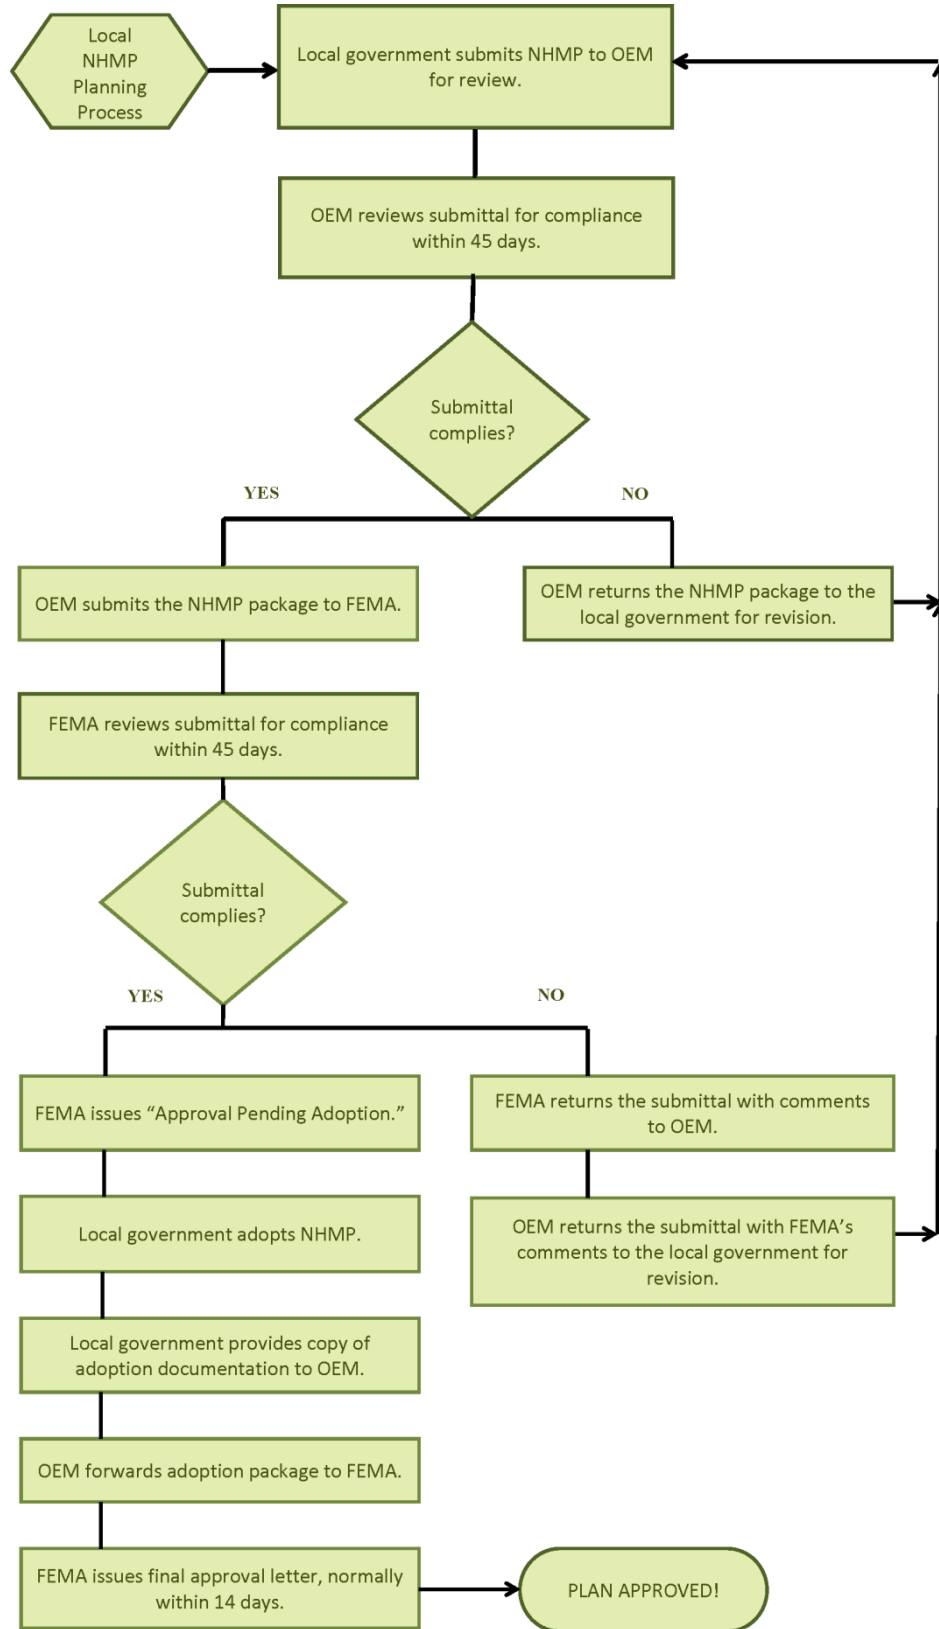 Local
NHMP
Planning
Process
Local government submits NHMP to OEM
for review.
OEM reviews submittal for compliance
within 45 days.
Submittal
complies?
YES
NO
OEM submits the NHMP package to FEMA.
OEM returns the NHMP package to the
local government for revision.
FEMA reviews submittal for compliance
within 45 days.
Submittal
complies?
YES
NO
FEMA issues “Approval Pending Adoption.”
FEMA returns the submittal with comments
to OEM.
Local government adopts NHMP.
OEM returns the submittal with FEMA’s
comments to the local government for
revision.
Local government provides copy of
adoption documentation to OEM.
OEM forwards adoption package to FEMA.
FEMA issues final approval letter, normally
within 14 days.
PLAN APPROVED!